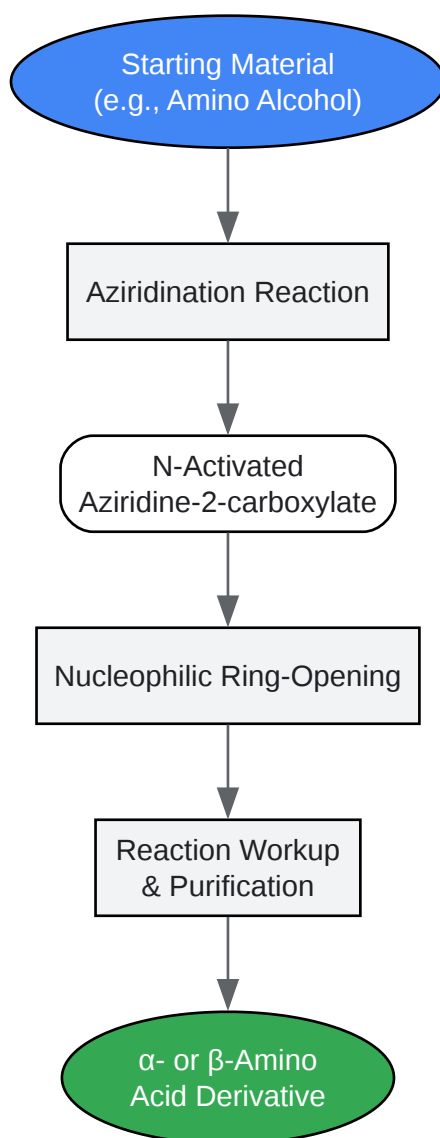 Starting Material
(e.g., Amino Alcohol)
Aziridination Reaction
N-Activated
Aziridine-2-carboxylate
Nucleophilic Ring-Opening
Reaction Workup
& Purification
α- or β-Amino
Acid Derivative